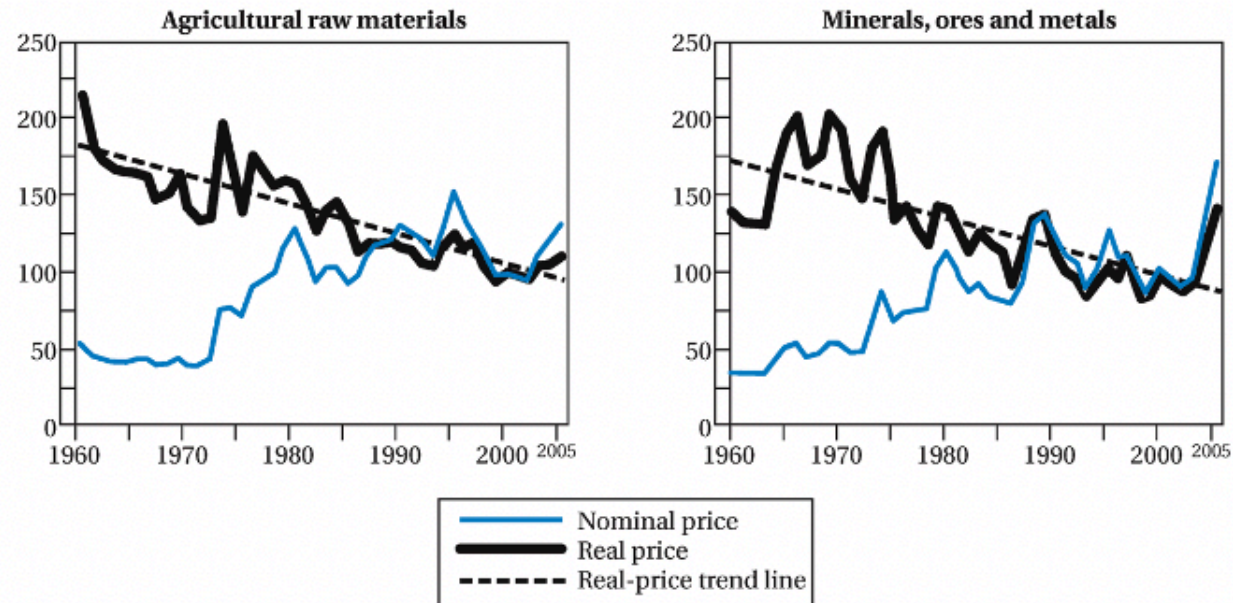 Agricultural raw materials
250
200
150
100
50
0
1960 1970 1980 1990 2000 2005
Minerals, ores and metals
250
200
150
100
50
0
1960 1970 1980 1990 2000 2005
Nominal price
Real price
Real-price trend line